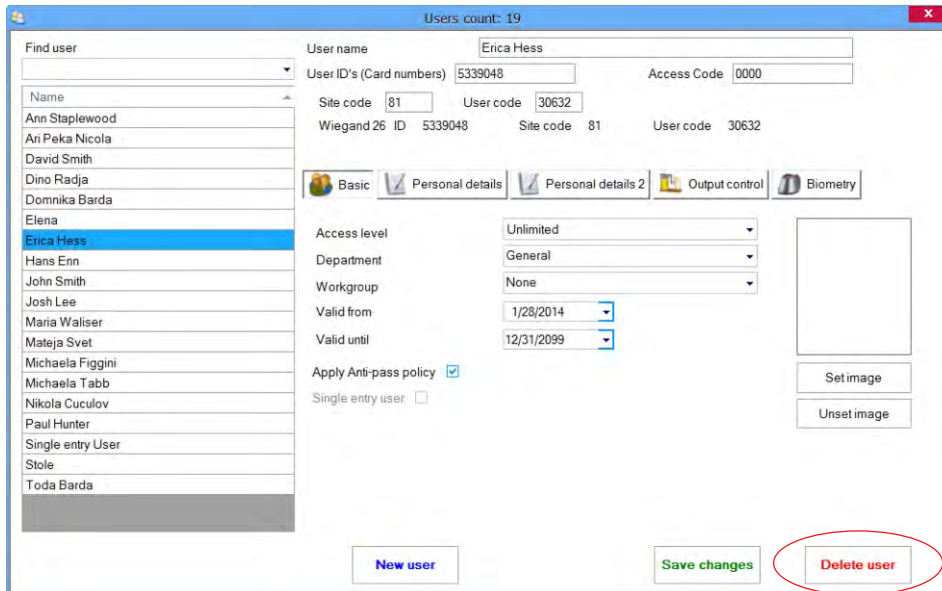 Users count: 19
x
Find user
Name
Ann Staplewood
Ari Peka Nicola
David Smith
Dino Radja
Domnika Barda
Elena
Erica Hess
Hans Enn
John Smith
Josh Lee
Maria Waliser
Mateja Svet
Michaela Figgini
Michaela Tabb
Nikola Cuculov
Paul Hunter
Single entry User
Stole
Toda Barda
User name Erica Hess
User ID's (Card numbers) 5339048 Access Code 0000
Site code 81 User code 30632
Wiegand 26 ID 5339048 Site code 81 User code 30632
Basic Personal details Personal details 2 Output control Biometry
Access level Unlimited
Department General
Workgroup None
Valid from 1/28/2014
Valid until 12/31/2099
Apply Anti-pass policy
Single entry user
Set image
Unset image
New user Save changes Delete user